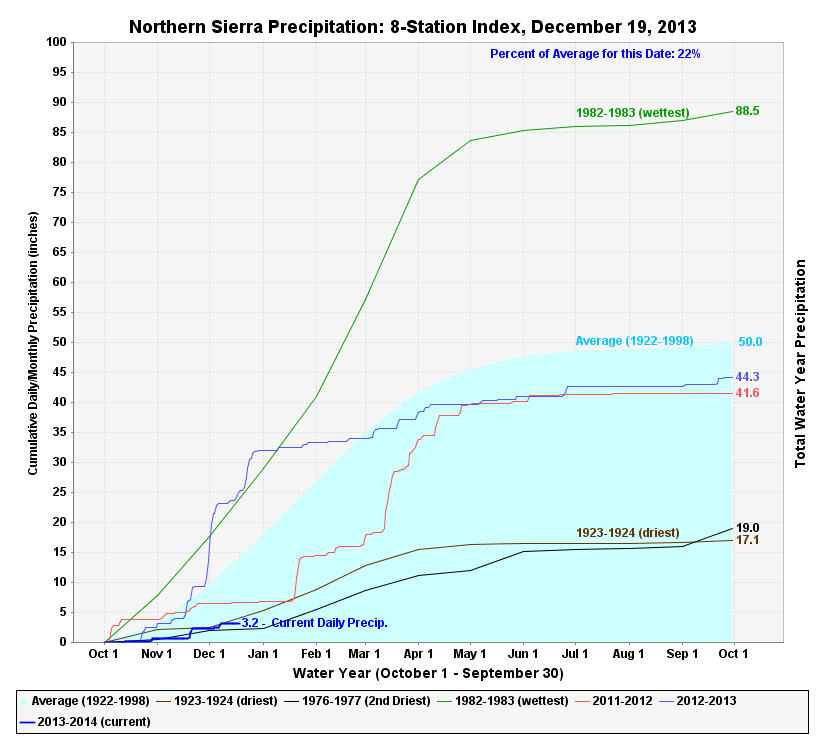 Northern Sierra Precipitation: 8-Station Index, December 19, 2013
Percent of Average for this Date: 22%
Cumulative Daily/Monthly Precipitation (inches)
100
95
90
85
80
75
70
65
60
55
50
45
40
35
30
25
20
15
10
5
0
1982-1983 (wettest)
88.5
Average (1922-1998)
50.0
44.3
41.6
1923-1924 (driest)
19.0
17.1
3.2 - Current Daily Precip.
Total Water Year Precipitation
Oct 1 Nov 1 Dec 1 Jan 1 Feb 1 Mar 1 Apr 1 May 1 Jun 1 Jul 1 Aug 1 Sep 1 Oct 1
Water Year (October 1 - September 30)
Average (1922-1998) 1923-1924 (driest) 1976-1977 (2nd Driest) 1982-1983 (wettest) 2011-2012 2012-2013
2013-2014 (current)